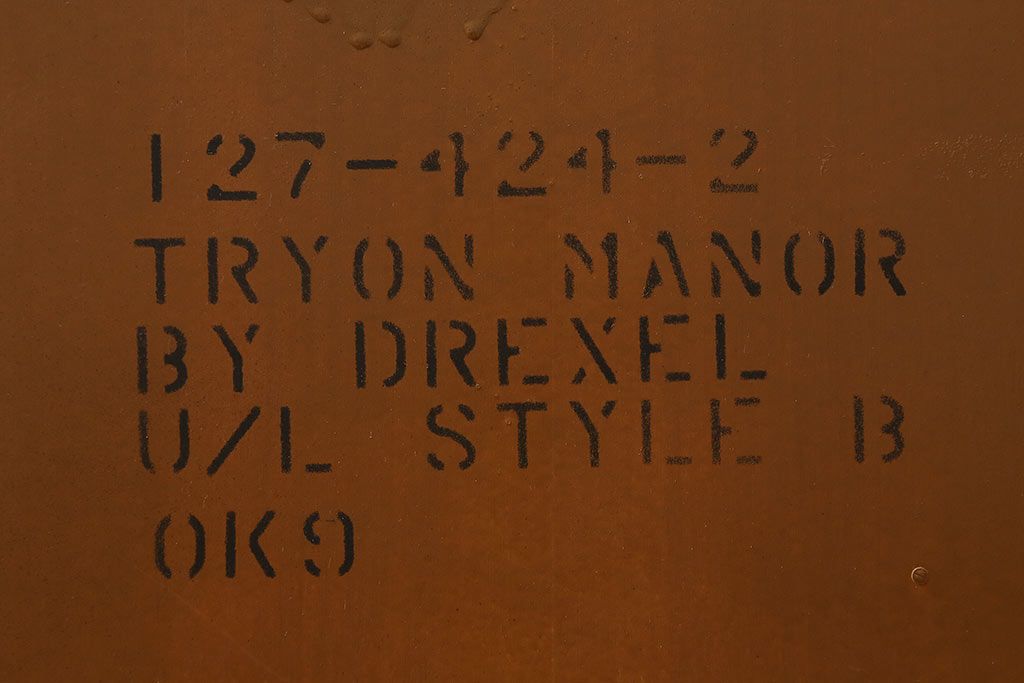 127-424-2
TRYON MANOR
BY DREXEL
U/L STYLE B
OK9